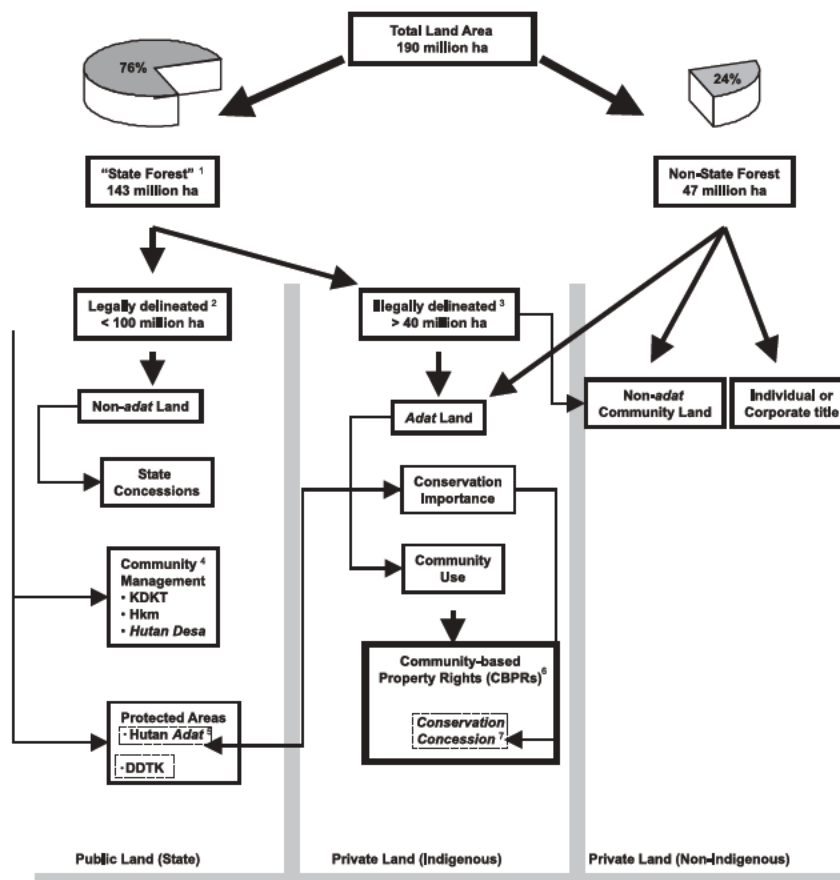 Total Land Area
190 million ha
76%
24%
"State Forest" 1
143 million ha
Non-State Forest
47 million ha
Legally delineated 2
< 100 million ha
Illegally delineated 3
> 40 million ha
Non-adat Land
Adat Land
Non-adat
Community Land
Individual or
Corporate title
State
Concessions
Conservation
Importance
Community 4
Management
• KDKT
• Hkm
• Hutan Desa
Community
Use
Community-based
Property Rights (CBPRs)6
Conservation
Concession 7
Protected Areas
·Hutan Adat 5
·DDTK
Public Land (State)
Private Land (Indigenous)
Private Land (Non-Indigenous)